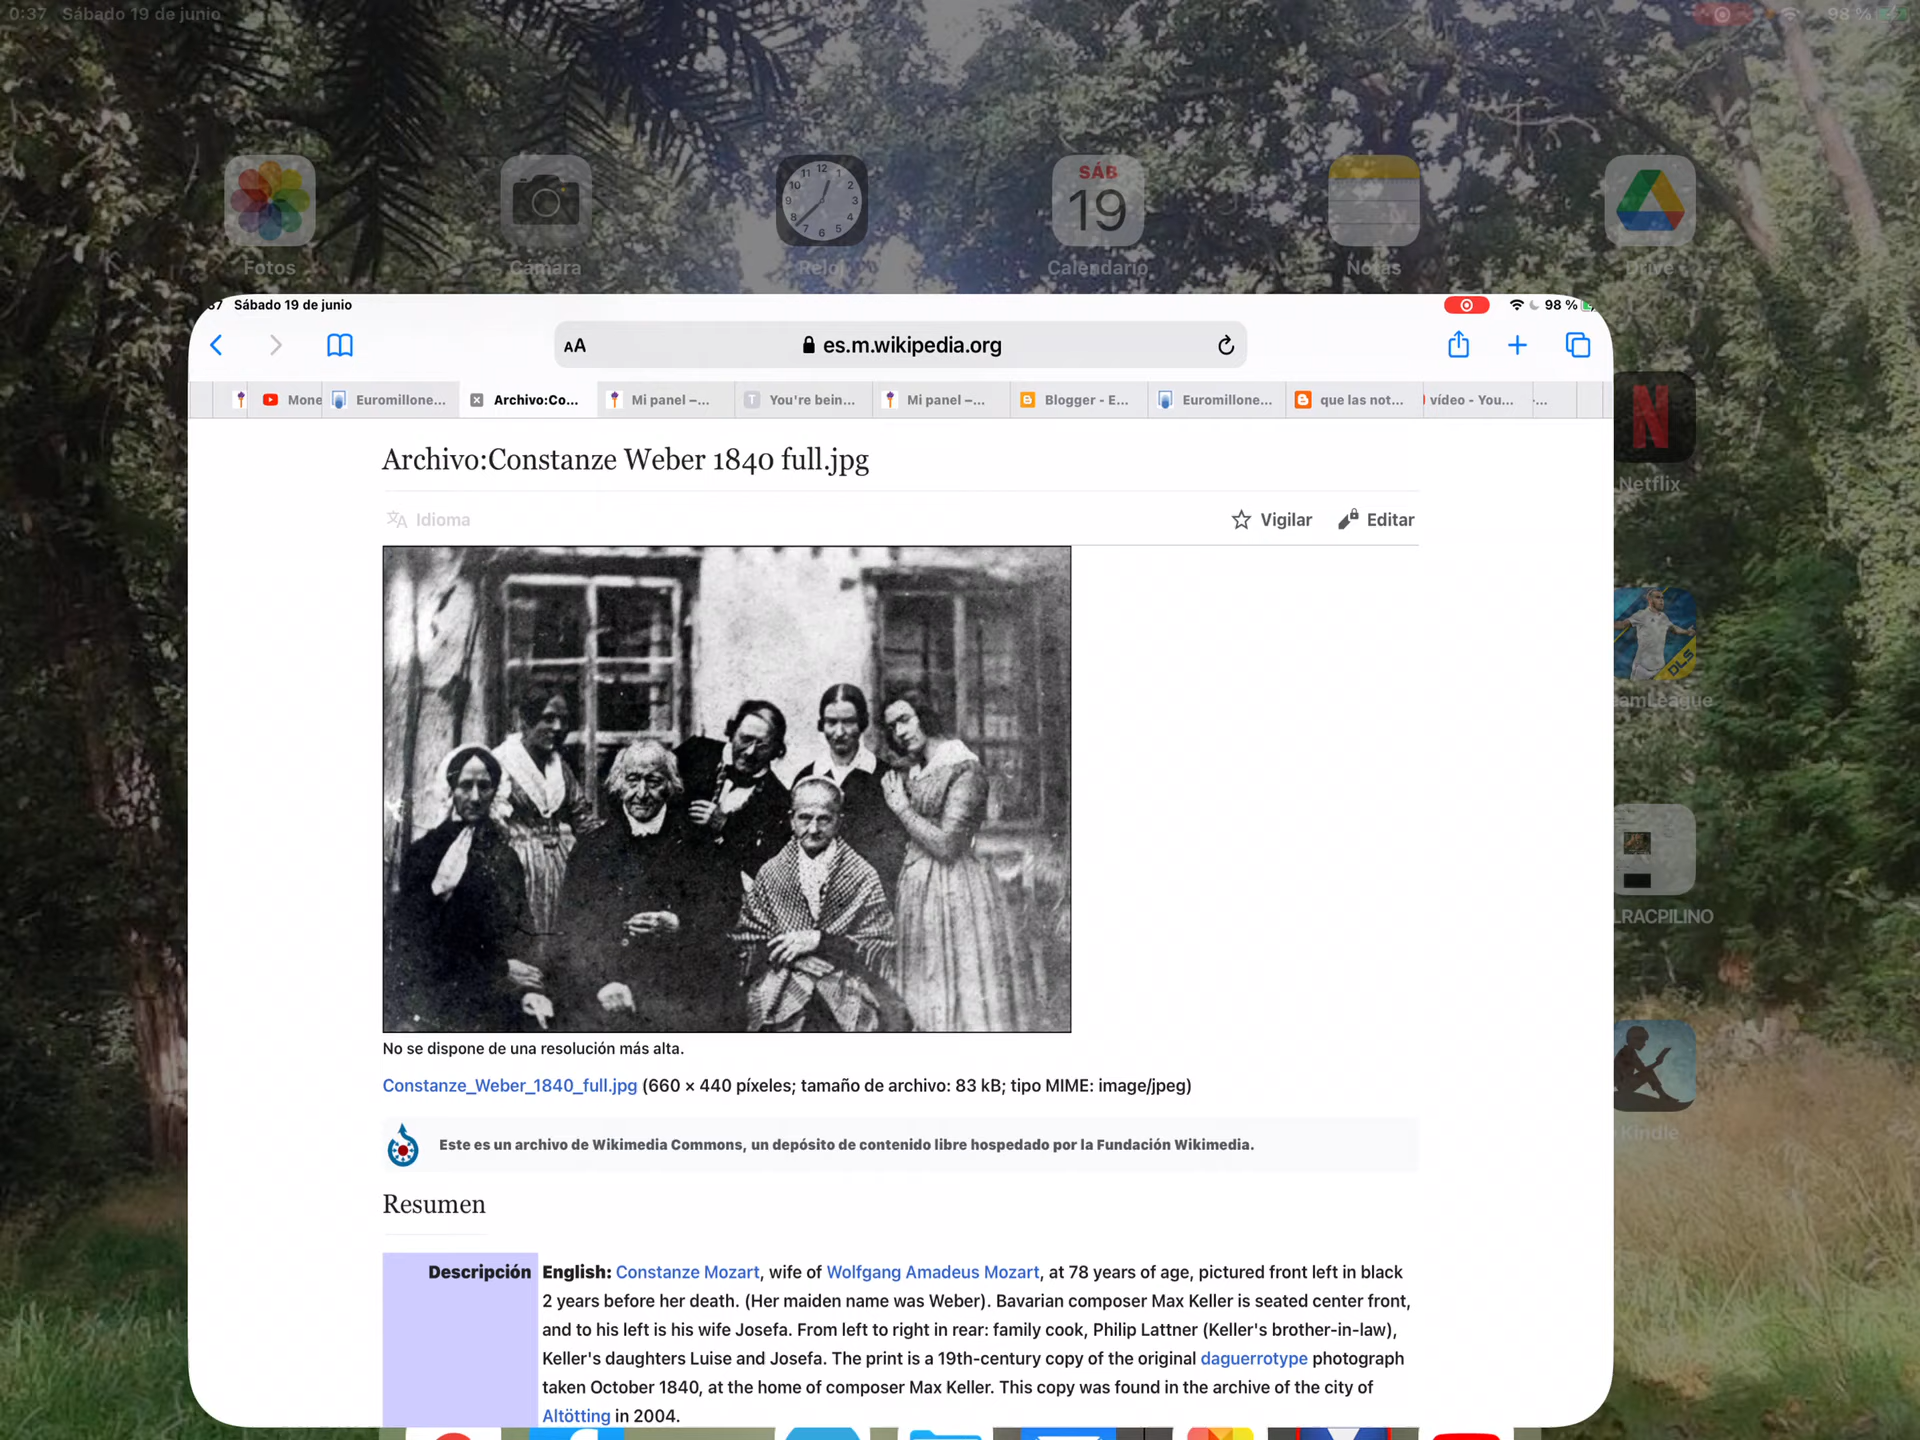 0:37 Sábado 19 de junio
98 %
SÁB
19
Fotos
Cámara
Reloj
Calendario
Notas
Drive
37 Sábado 19 de junio
98 %
AA
es.m.wikipedia.org
Mone
Euromillone...
Archivo:Co...
Mi panel –...
You're bein...
Mi panel –...
Blogger - E...
Euromillone...
que las not...
vídeo - You...
Archivo:Constanze Weber 1840 full.jpg
Idioma
Vigilar
Editar
No se dispone de una resolución más alta.
Constanze_Weber_1840_full.jpg (660 × 440 píxeles; tamaño de archivo: 83 kB; tipo MIME: image/jpeg)
Este es un archivo de Wikimedia Commons, un depósito de contenido libre hospedado por la Fundación Wikimedia.
Resumen
Descripción
English: Constanze Mozart, wife of Wolfgang Amadeus Mozart, at 78 years of age, pictured front left in black
2 years before her death. (Her maiden name was Weber). Bavarian composer Max Keller is seated center front,
and to his left is his wife Josefa. From left to right in rear: family cook, Philip Lattner (Keller's brother-in-law),
Keller's daughters Luise and Josefa. The print is a 19th-century copy of the original daguerrotype photograph
taken October 1840, at the home of composer Max Keller. This copy was found in the archive of the city of
Altötting in 2004.
N
Netflix
DLS
amLeague
LRACPILINO
Kindle